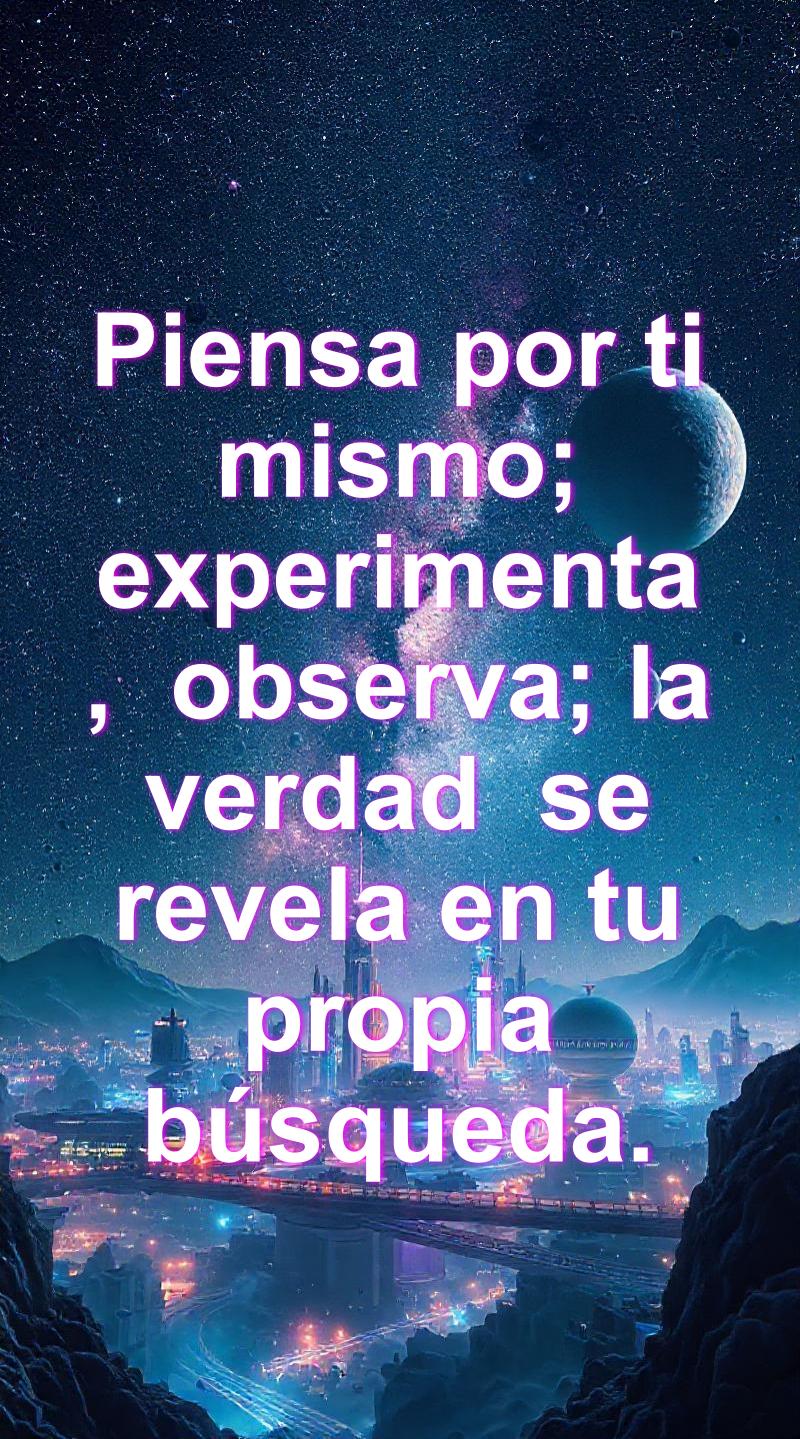 Piensa por ti
mismo;
experimenta
, observa; la
verdad se
revela en tu
propia
búsqueda.